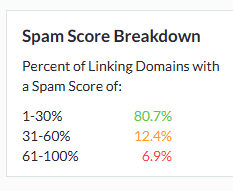 Spam Score Breakdown
Percent of Linking Domains with
a Spam Score of:
1-30% 80.7%
31-60% 12.4%
61-100% 6.9%